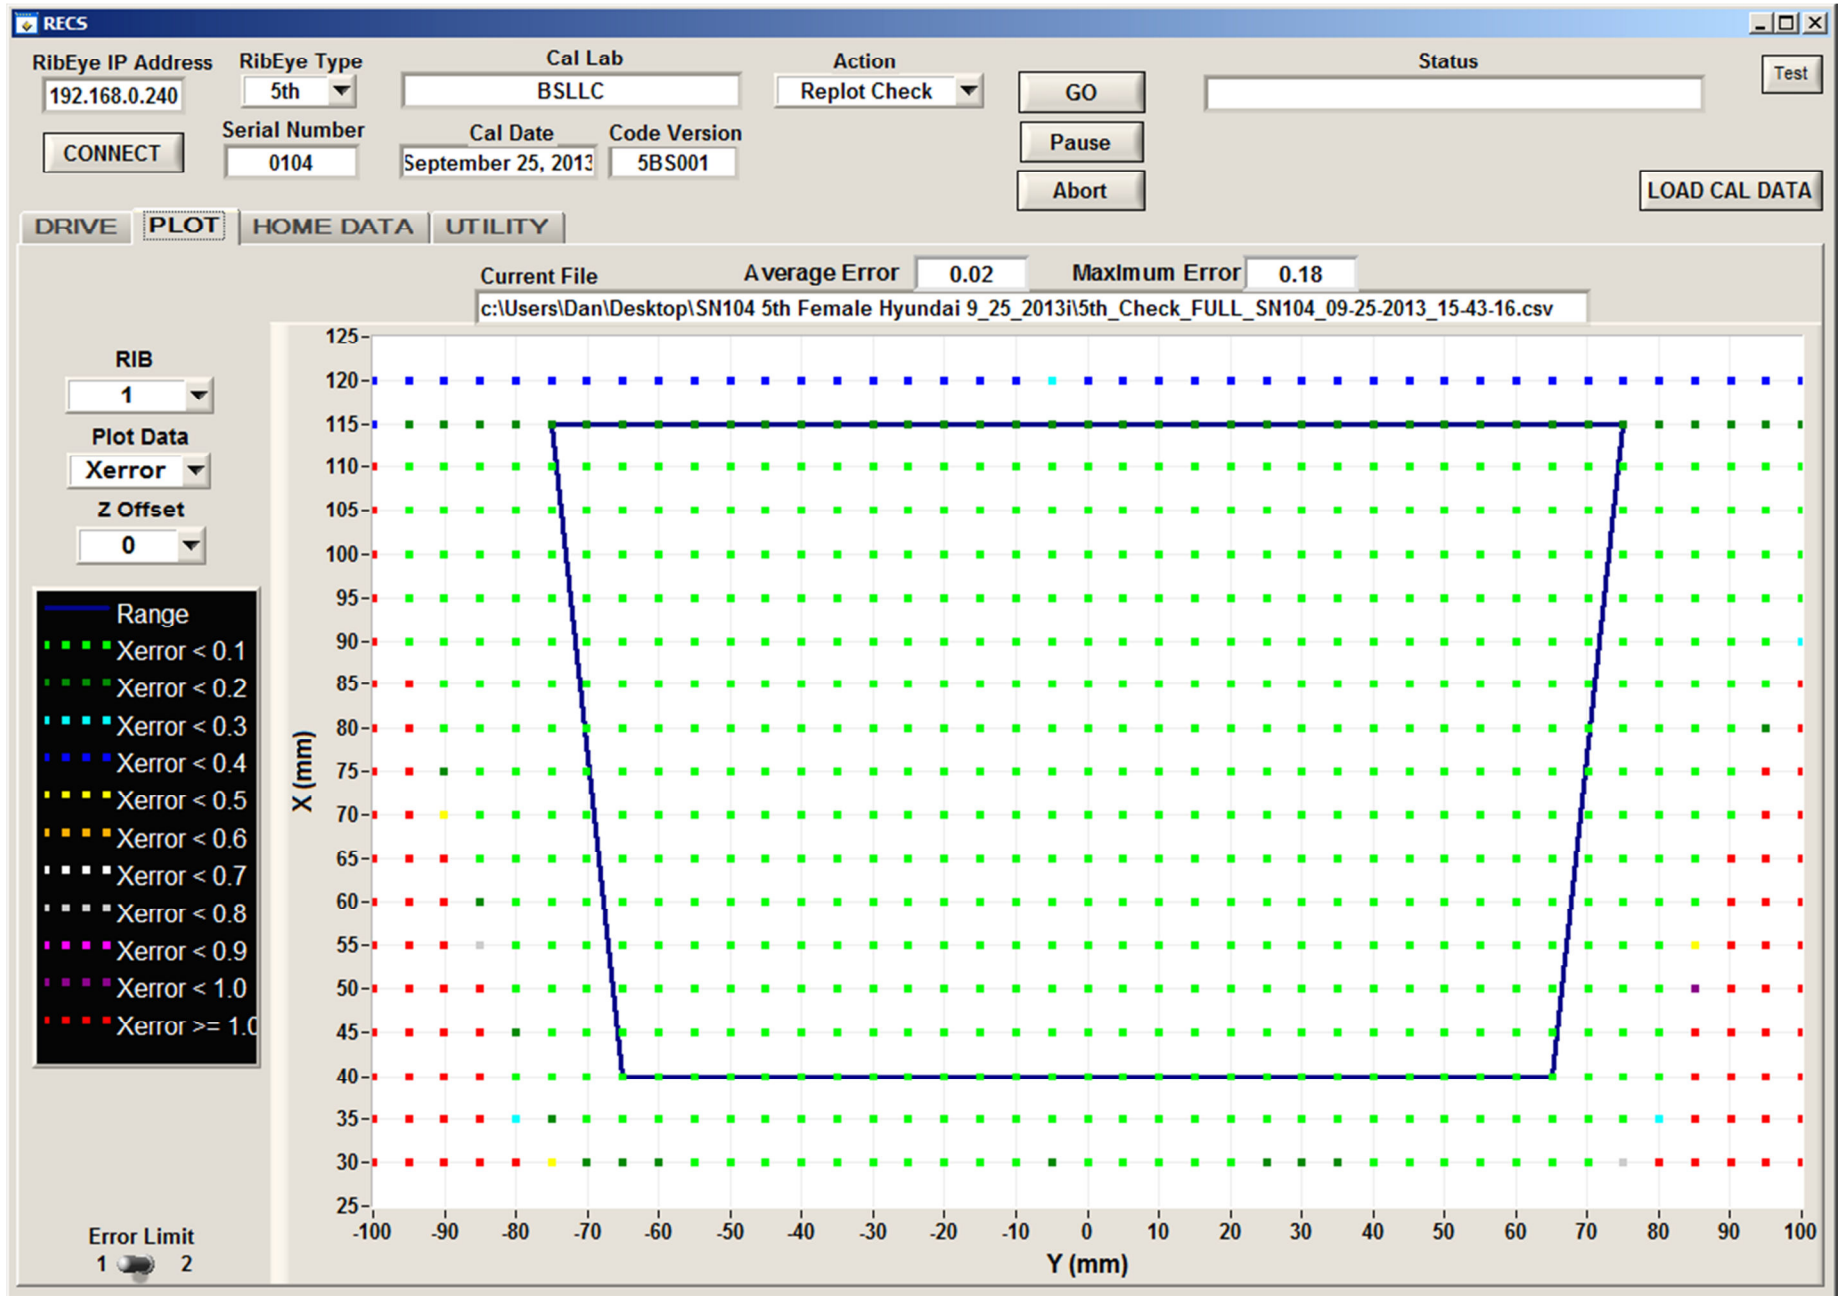 RECS
RibEye IP Address RibEye Type Cal Lab Action Status
192.168.0.240 5th BSLLC Replot Check GO Test
Serial Number Cal Date Code Version Pause
CONNECT 0104 September 25, 2013 5BS001
Abort LOAD CAL DATA
DRIVE PLOT HOME DATA UTILITY
Current File Average Error 0.02 MaxImum Error 0.18
c:\Users\Dan\Desktop\SN104 5th Female Hyundai 9_25_2013i\5th_Check_FULL_SN104_09-25-2013_15-43-16.csv
RIB
1
Plot Data
Xerror
Z Offset
0
Range
Xerror < 0.1
Xerror < 0.2
Xerror < 0.3
Xerror < 0.4
Xerror < 0.5
Xerror < 0.6
Xerror < 0.7
Xerror < 0.8
Xerror < 0.9
Xerror < 1.0
Xerror >= 1.0
Error Limit
1 2
X (mm)
125
120
115
110
105
100
95
90
85
80
75
70
65
60
55
50
45
40
35
30
25
-100 -90 -80 -70 -60 -50 -40 -30 -20 -10 0 10 20 30 40 50 60 70 80 90 100
Y (mm)